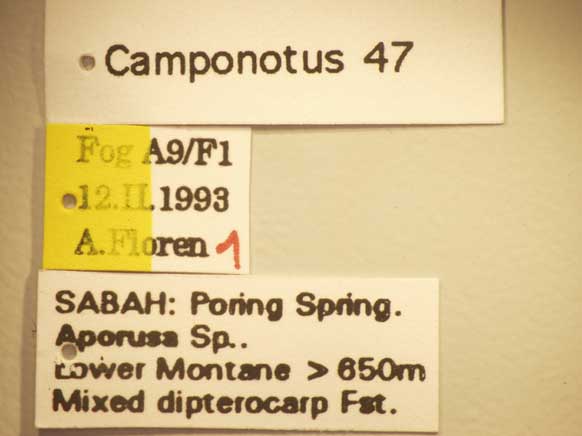 Camponotus 47
Fog A9/F1
12.II.1993
A.Floren 1
SABAH: Poring Spring.
Aporusa Sp..
Lower Montane > 650m
Mixed dipterocarp Fst.